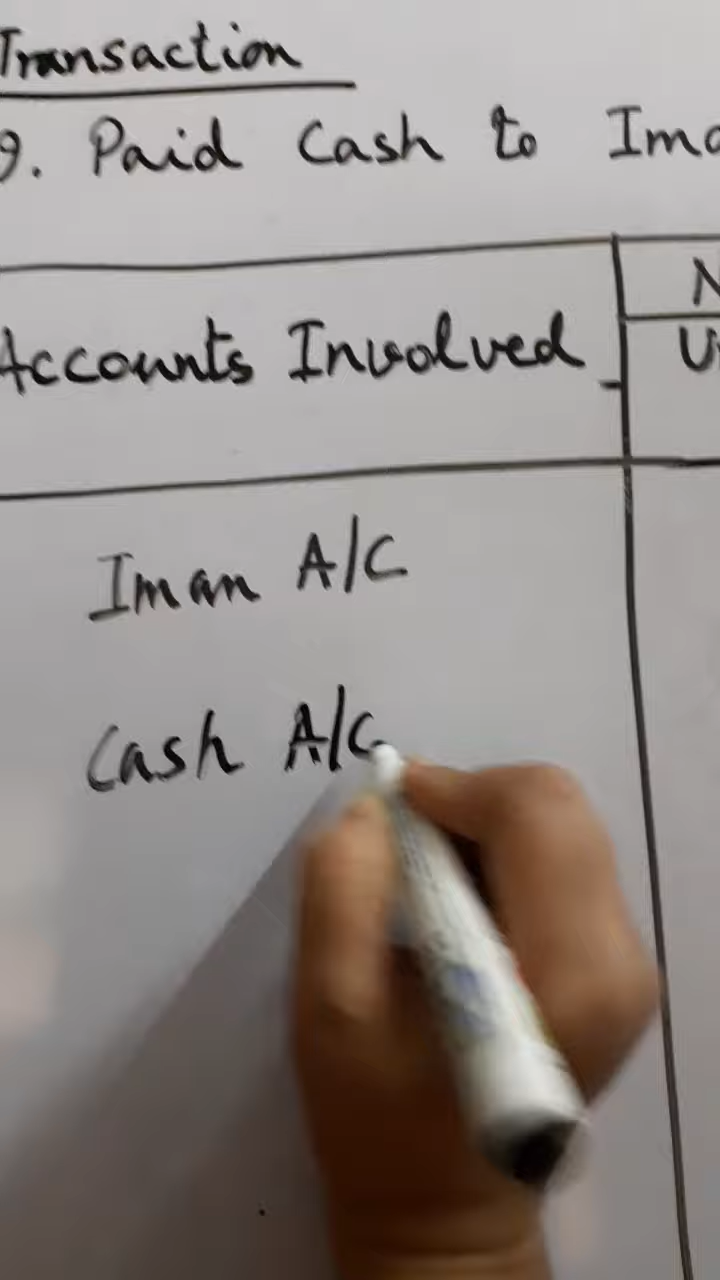 Transaction
9. Paid Cash to
Accounts Involved
Iman A/C
Cash A/C